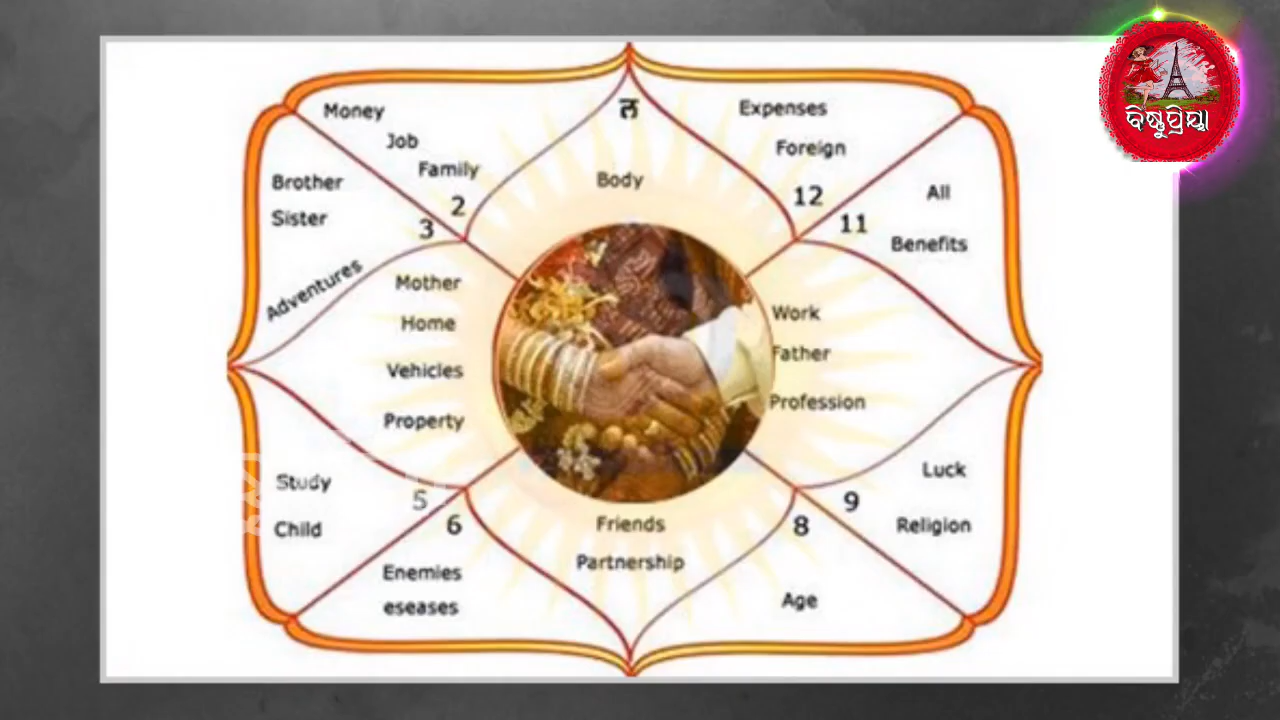 ବିଷ୍ଣୁପ୍ରିୟା
ल
Money
Job
Family
2
Body
Expenses
Foreign
12
Brother
Sister
Adventures
3
All
11
Benefits
Mother
Home
Vehicles
Property
Work
Father
Profession
Study
5
Child
Luck
9
Religion
6
Enemies
eseases
Friends
Partnership
8
Age